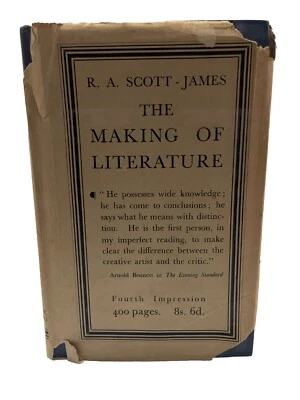 R. A. SCOTT-JAMES
THE
MAKING OF
LITERATURE
¶ "He possesses wide knowledge;
he has come to conclusions; he
says what he means with distinc-
tion. He is the first person, in
my imperfect reading, to make
clear the difference between the
creative artist and the critic."
Arnold Bennett in The Evening Standard
Fourth Impression
400 pages. 8s. 6d.